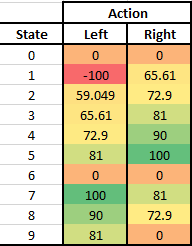 Action
State Left Right
0 0 0
1 -100 65.61
2 59.049 72.9
3 65.61 81
4 72.9 90
5 81 100
6 0 0
7 100 81
8 90 72.9
9 81 0